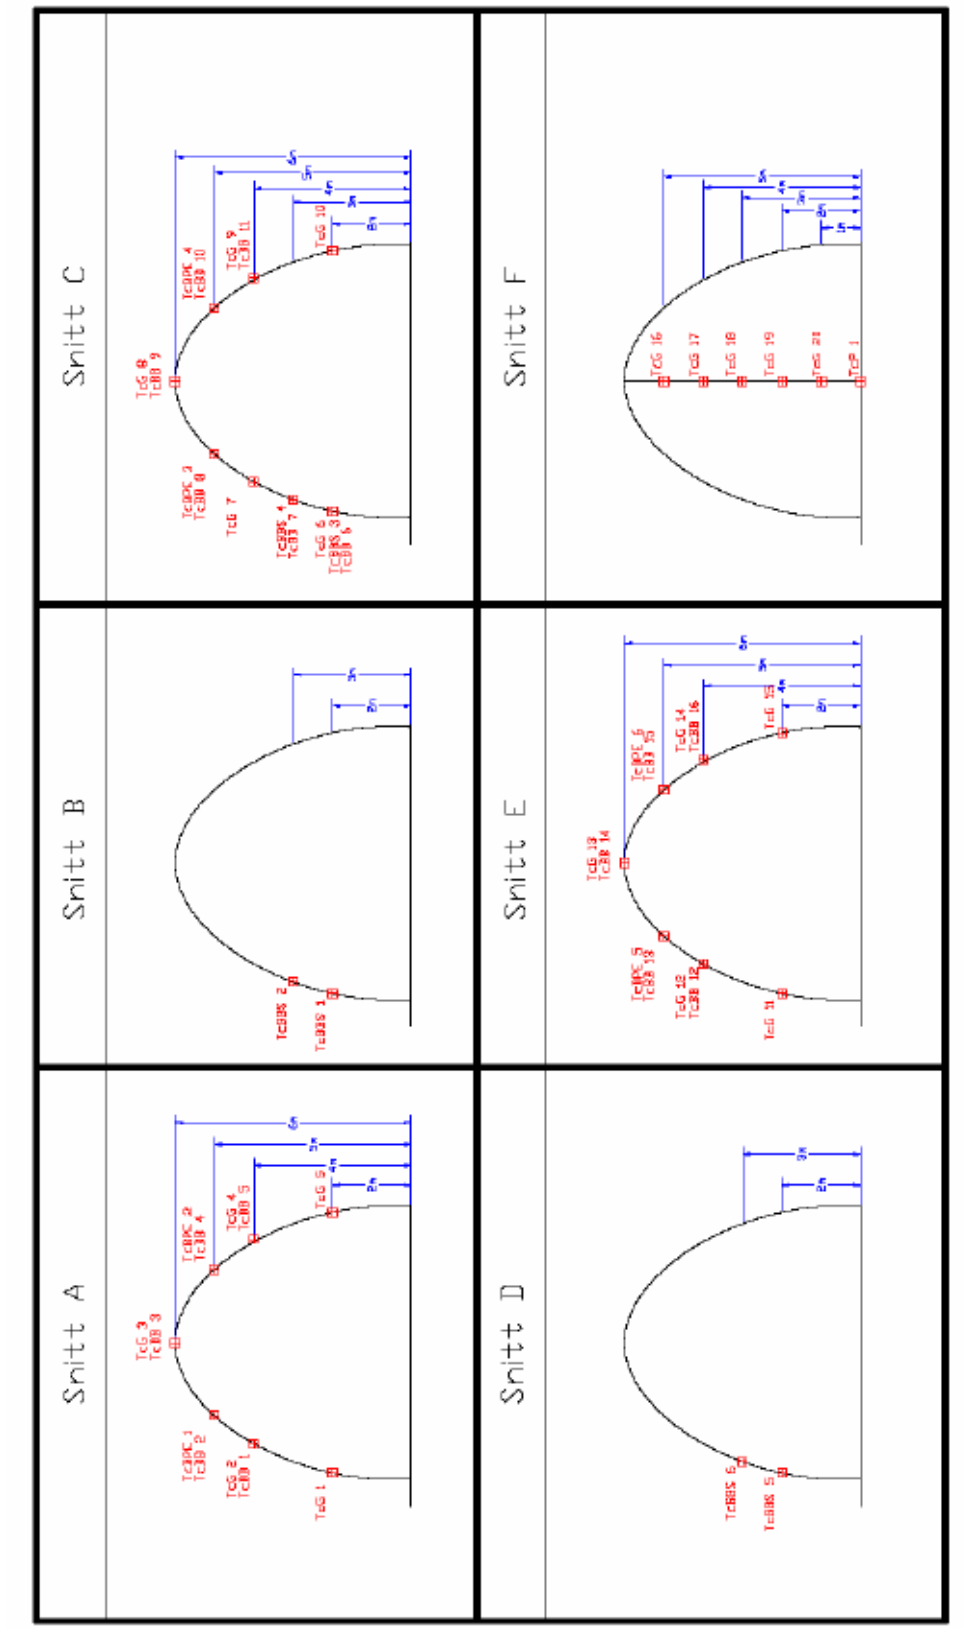 Snitt A
TcG 3
TcBB 3
TcBPC 1
TcBB 2
TcBPC 2
TcBB 4
TcG 2
TcBB 1
TcG 4
TcBB 5
TcG 1
TcG 5
Snitt B
TcBBS 2
TcBBS 1
Snitt C
TcG 8
TcBB 9
TcBPC 3
TcBB 8
TcBPC 4
TcBB 10
TcG 7
TcG 9
TcBB 11
TcBBS 4
TcBB 7
TcG 6
TcBBS 3
TcBB 6
TcG 10
Snitt D
TcBBS 6
TcBBS 5
Snitt E
TcG 13
TcBB 14
TcBPC 5
TcBB 13
TcBPC 6
TcBB 15
TcG 12
TcBB 12
TcG 14
TcBB 16
TcG 11
TcG 15
Snitt F
TcG 16
TcG 17
TcG 18
TcG 19
TcG 20
TcP 1